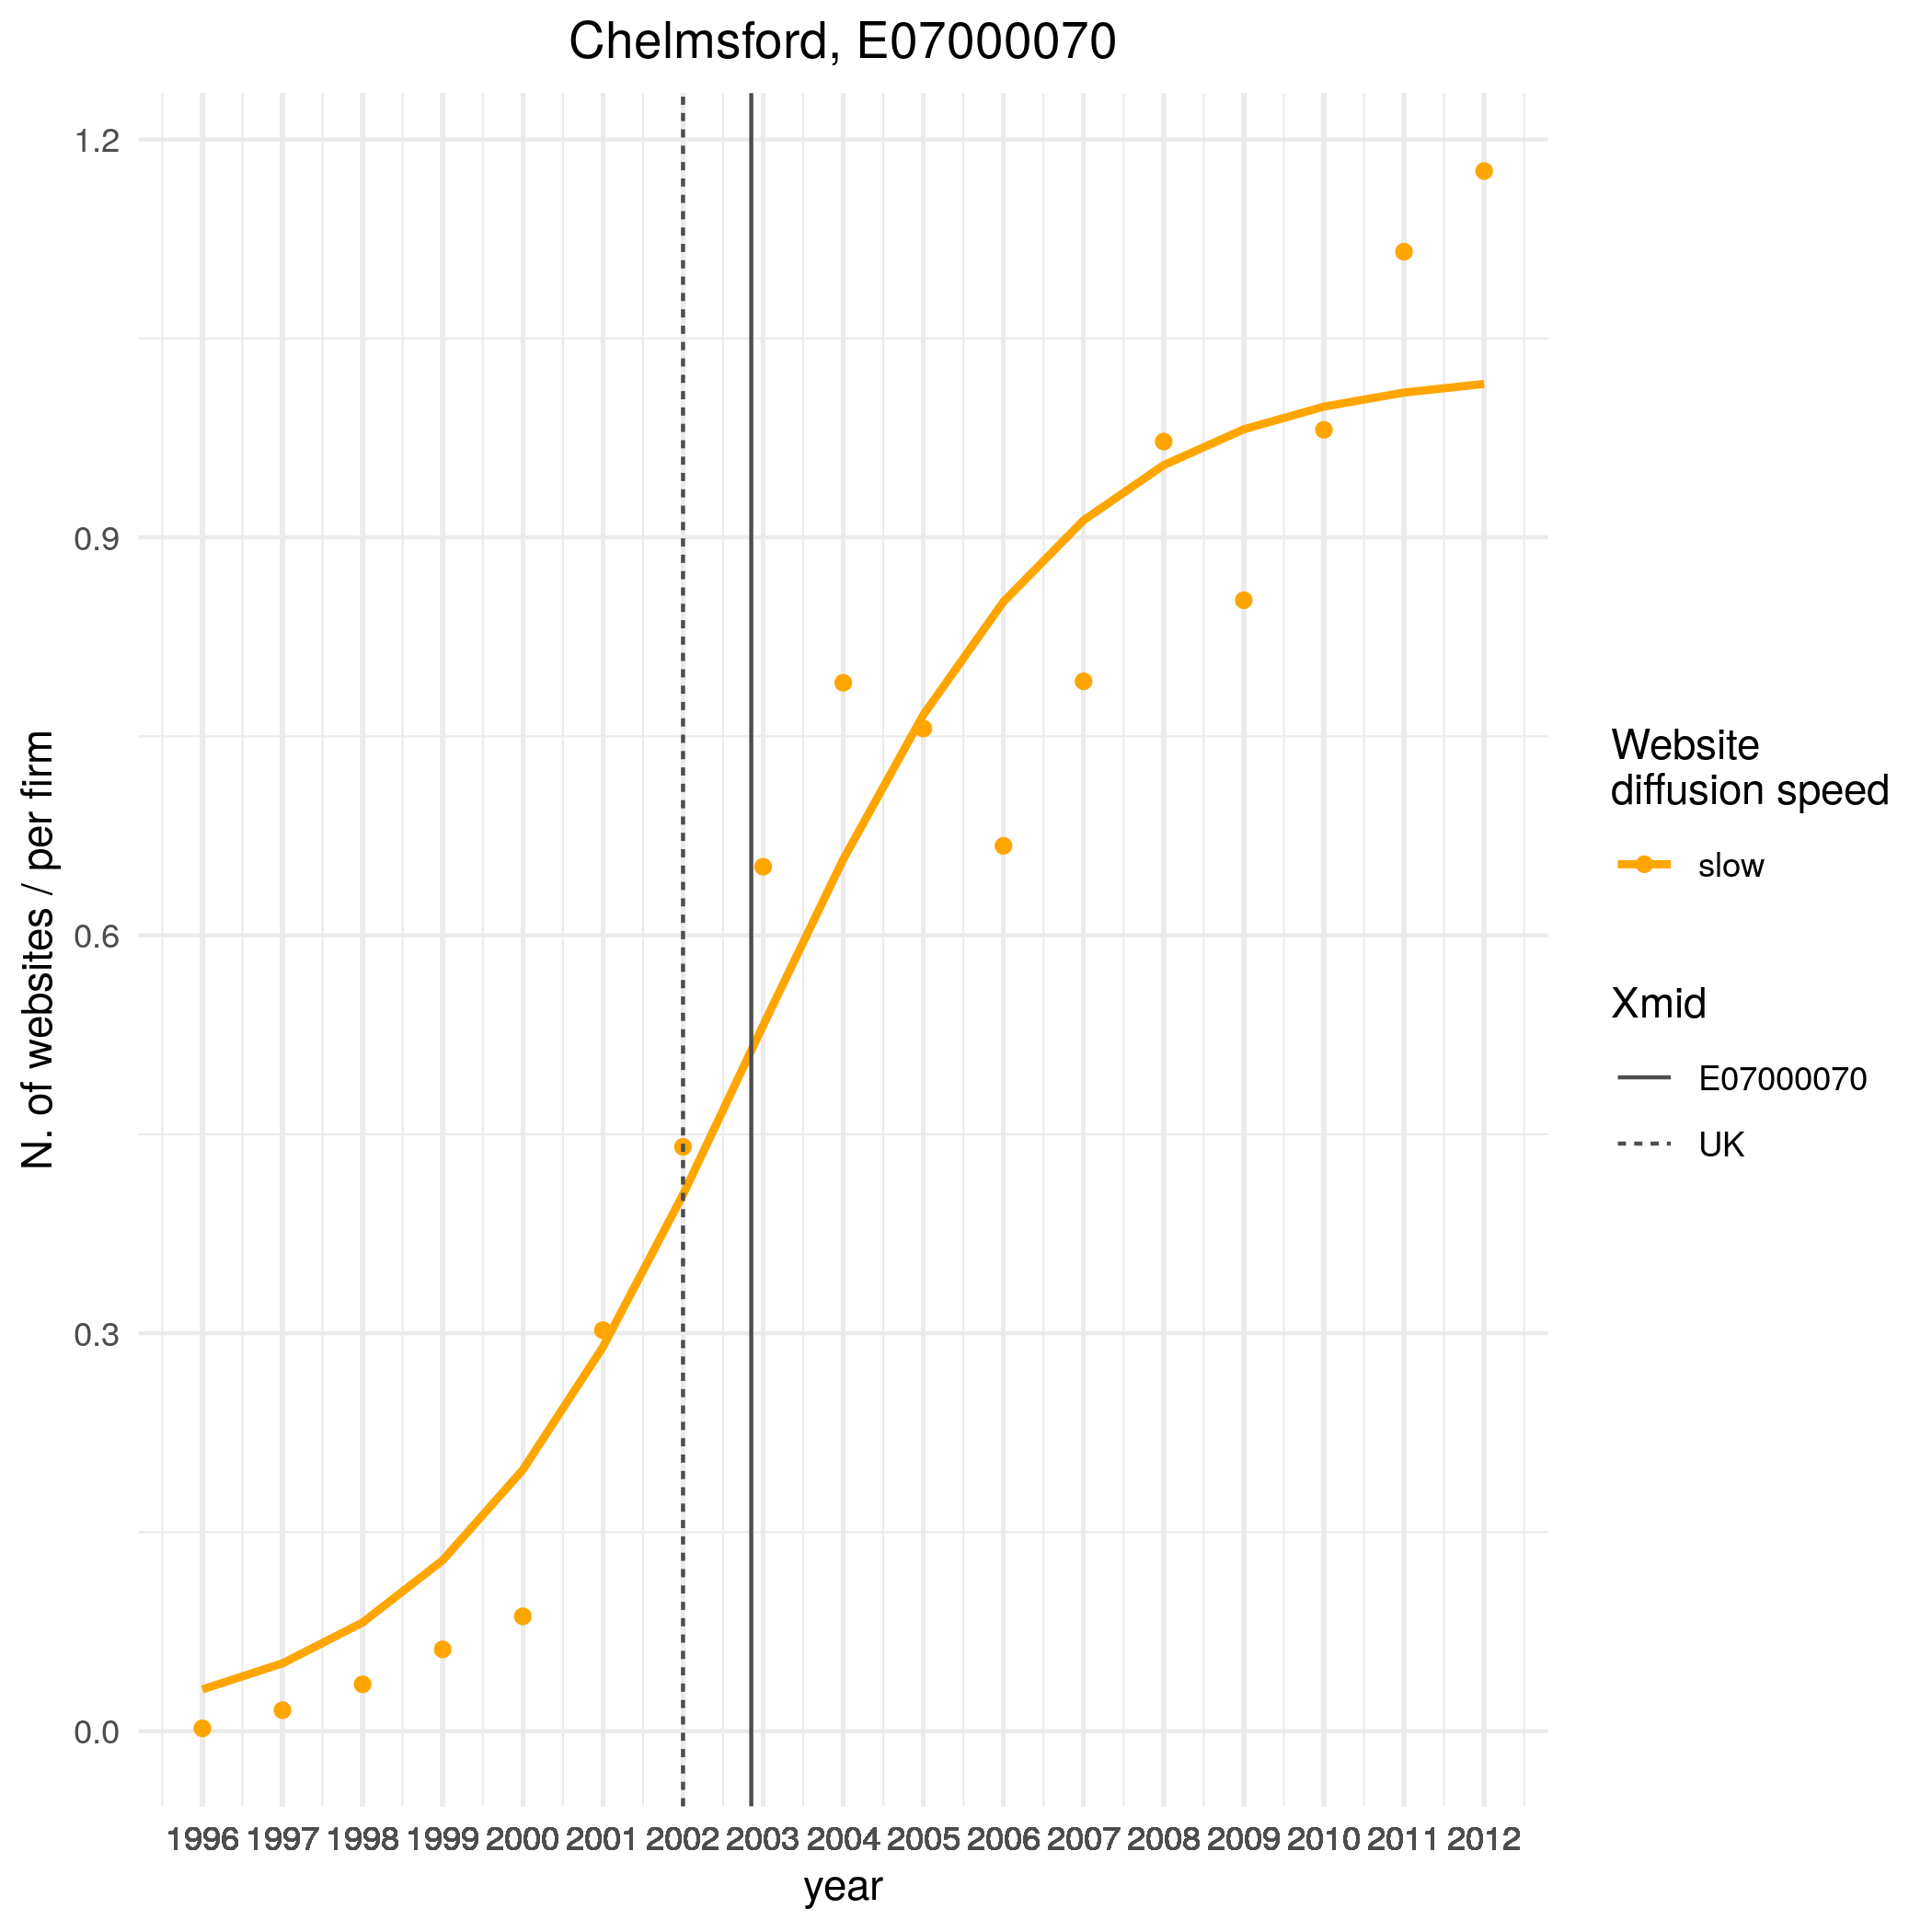 Chelmsford, E07000070
1.2
0.9
0.6
0.3
0.0
N. of websites / per firm
1996 1997 1998 1999 2000 2001 2002 2003 2004 2005 2006 2007 2008 2009 2010 2011 2012
year
Website
diffusion speed
slow
Xmid
E07000070
UK